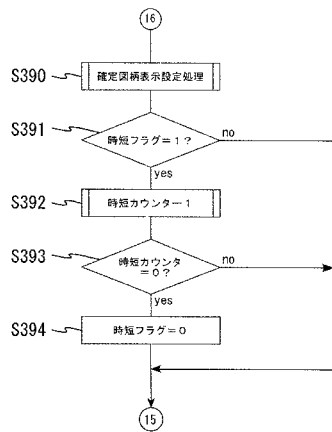 16
S390
確定図柄表示設定処理
S391
時短フラグ＝１？
no
yes
S392
時短カウンター１
S393
時短カウンタ
＝０？
no
yes
S394
時短フラグ＝０
15